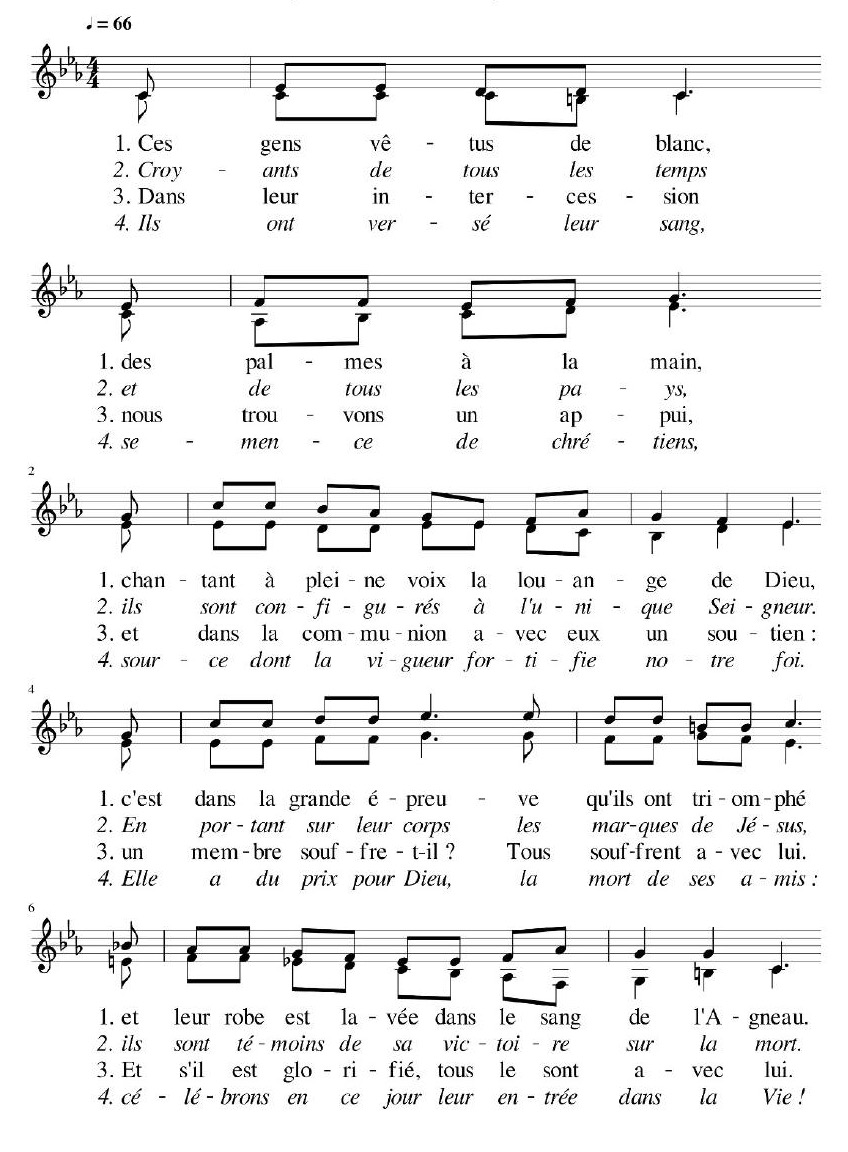 ♩ = 66
4
4
1. Ces gens vê - tus de blanc,
2. Croy - ants de tous les temps
3. Dans leur in - ter - ces - sion
4. Ils ont ver - sé leur sang,
1. des pal - mes à la main,
2. et de tous les pa - ys,
3. nous trou - vons un ap - pui,
4. se - men - ce de chré - tiens,
2
1. chan - tant à plei - ne voix la lou - an - ge de Dieu,
2. ils sont con - fi - gu - rés à l'u - ni - que Sei - gneur.
3. et dans la com - mu - nion a - vec eux un sou - tien :
4. sour - ce dont la vi - gueur for - ti - fie no - tre foi.
4
1. c'est dans la grande é - preu - ve qu'ils ont tri - om - phé
2. En por - tant sur leur corps les mar - ques de Jé - sus,
3. un mem - bre souf - fre - t-il ? Tous souf - frent a - vec lui.
4. Elle a du prix pour Dieu, la mort de ses a - mis :
6
1. et leur robe est la - vée dans le sang de l'A - gneau.
2. ils sont té - moins de sa vic - toi - re sur la mort.
3. Et s'il est glo - ri - fié, tous le sont a - vec lui.
4. cé - lé - brons en ce jour leur en - trée dans la Vie !